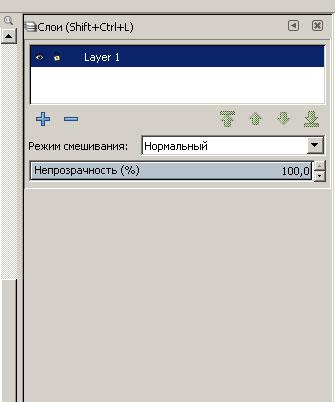 Слои (Shift+Ctrl+L)
Layer 1
Режим смешивания: Нормальный
Непрозрачность (%) 100,0